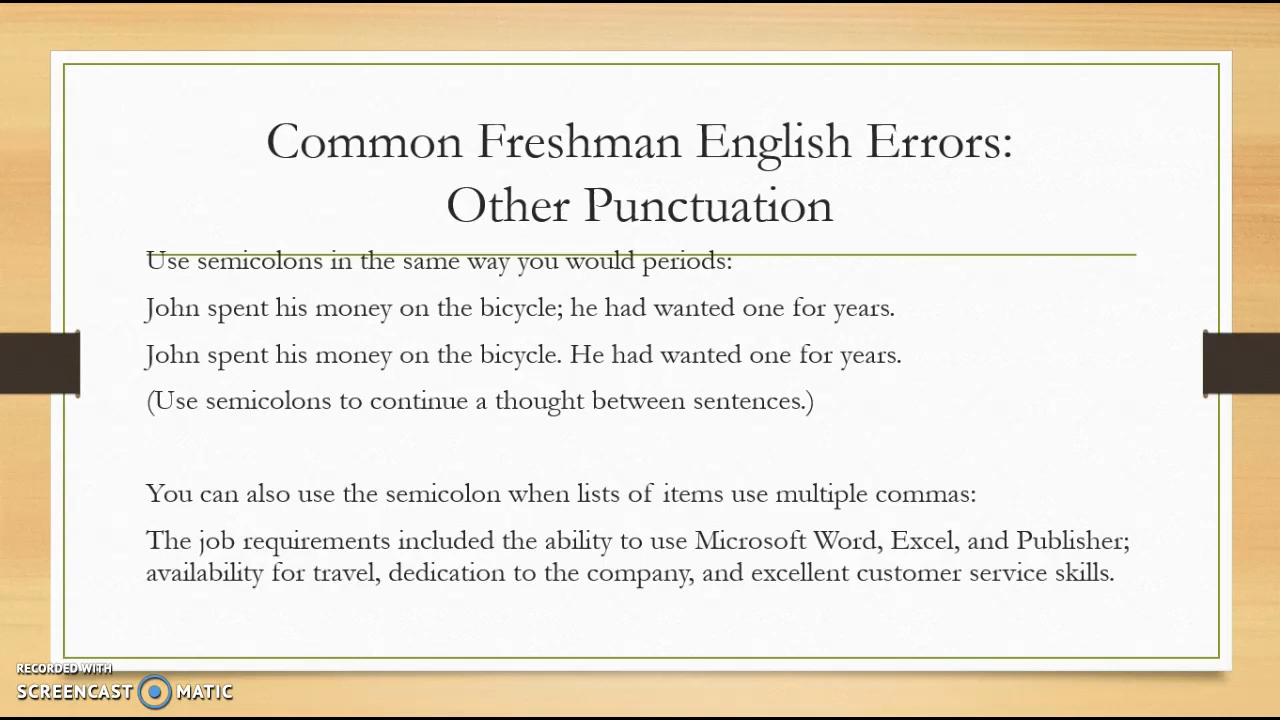 Common Freshman English Errors:
Other Punctuation
Use semicolons in the same way you would periods:
John spent his money on the bicycle; he had wanted one for years.
John spent his money on the bicycle. He had wanted one for years.
(Use semicolons to continue a thought between sentences.)
You can also use the semicolon when lists of items use multiple commas:
The job requirements included the ability to use Microsoft Word, Excel, and Publisher;
availability for travel, dedication to the company, and excellent customer service skills.
RECORDED WITH
SCREENCAST MATIC